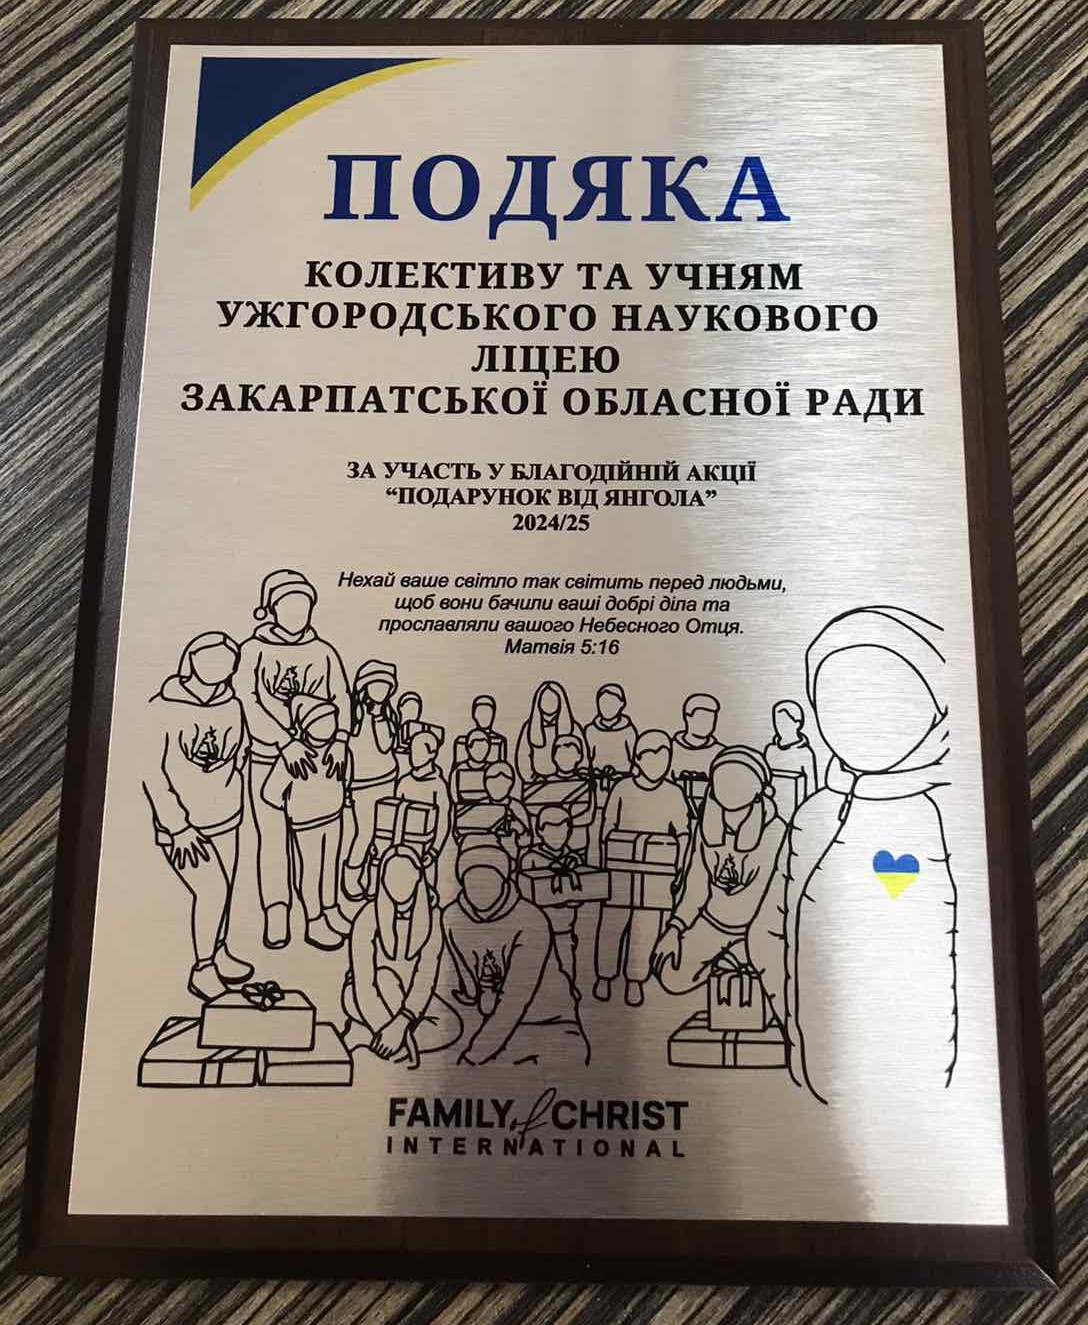 ПОДЯКА
КОЛЕКТИВУ ТА УЧНЯМ
УЖГОРОДСЬКОГО НАУКОВОГО
ЛІЦЕЮ
ЗАКАРПАТСЬКОЇ ОБЛАСНОЇ РАДИ
ЗА УЧАСТЬ У БЛАГОДІЙНІЙ АКЦІЇ
“ПОДАРУНОК ВІД ЯНГОЛА”
2024/25
Нехай ваше світло так світить перед людьми,
щоб вони бачили ваші добрі діла та
прославляли вашого Небесного Отця.
Матвія 5:16
FAMILY of CHRIST
INTERNATIONAL